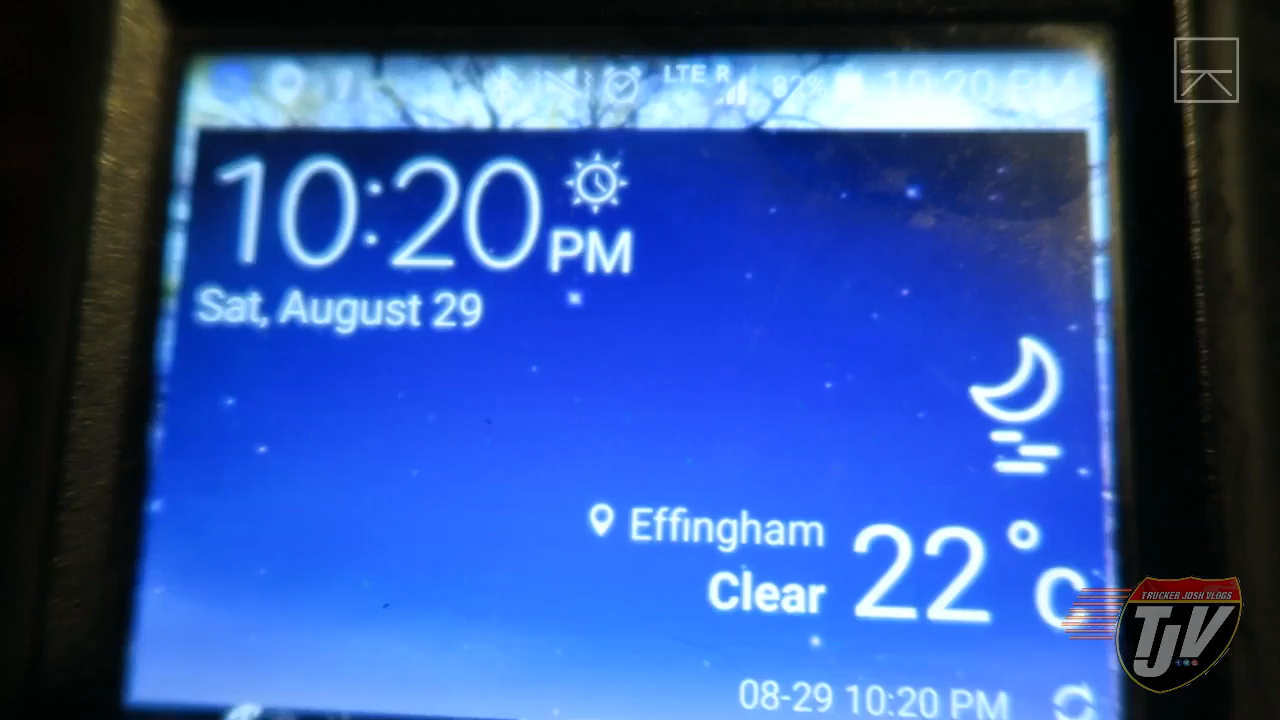 LTE R 92% 10:20 PM
10:20 PM
Sat, August 29
Effingham
Clear 22° C
08-29 10:20 PM
TRUCKER JOSH VLOGS
TJV